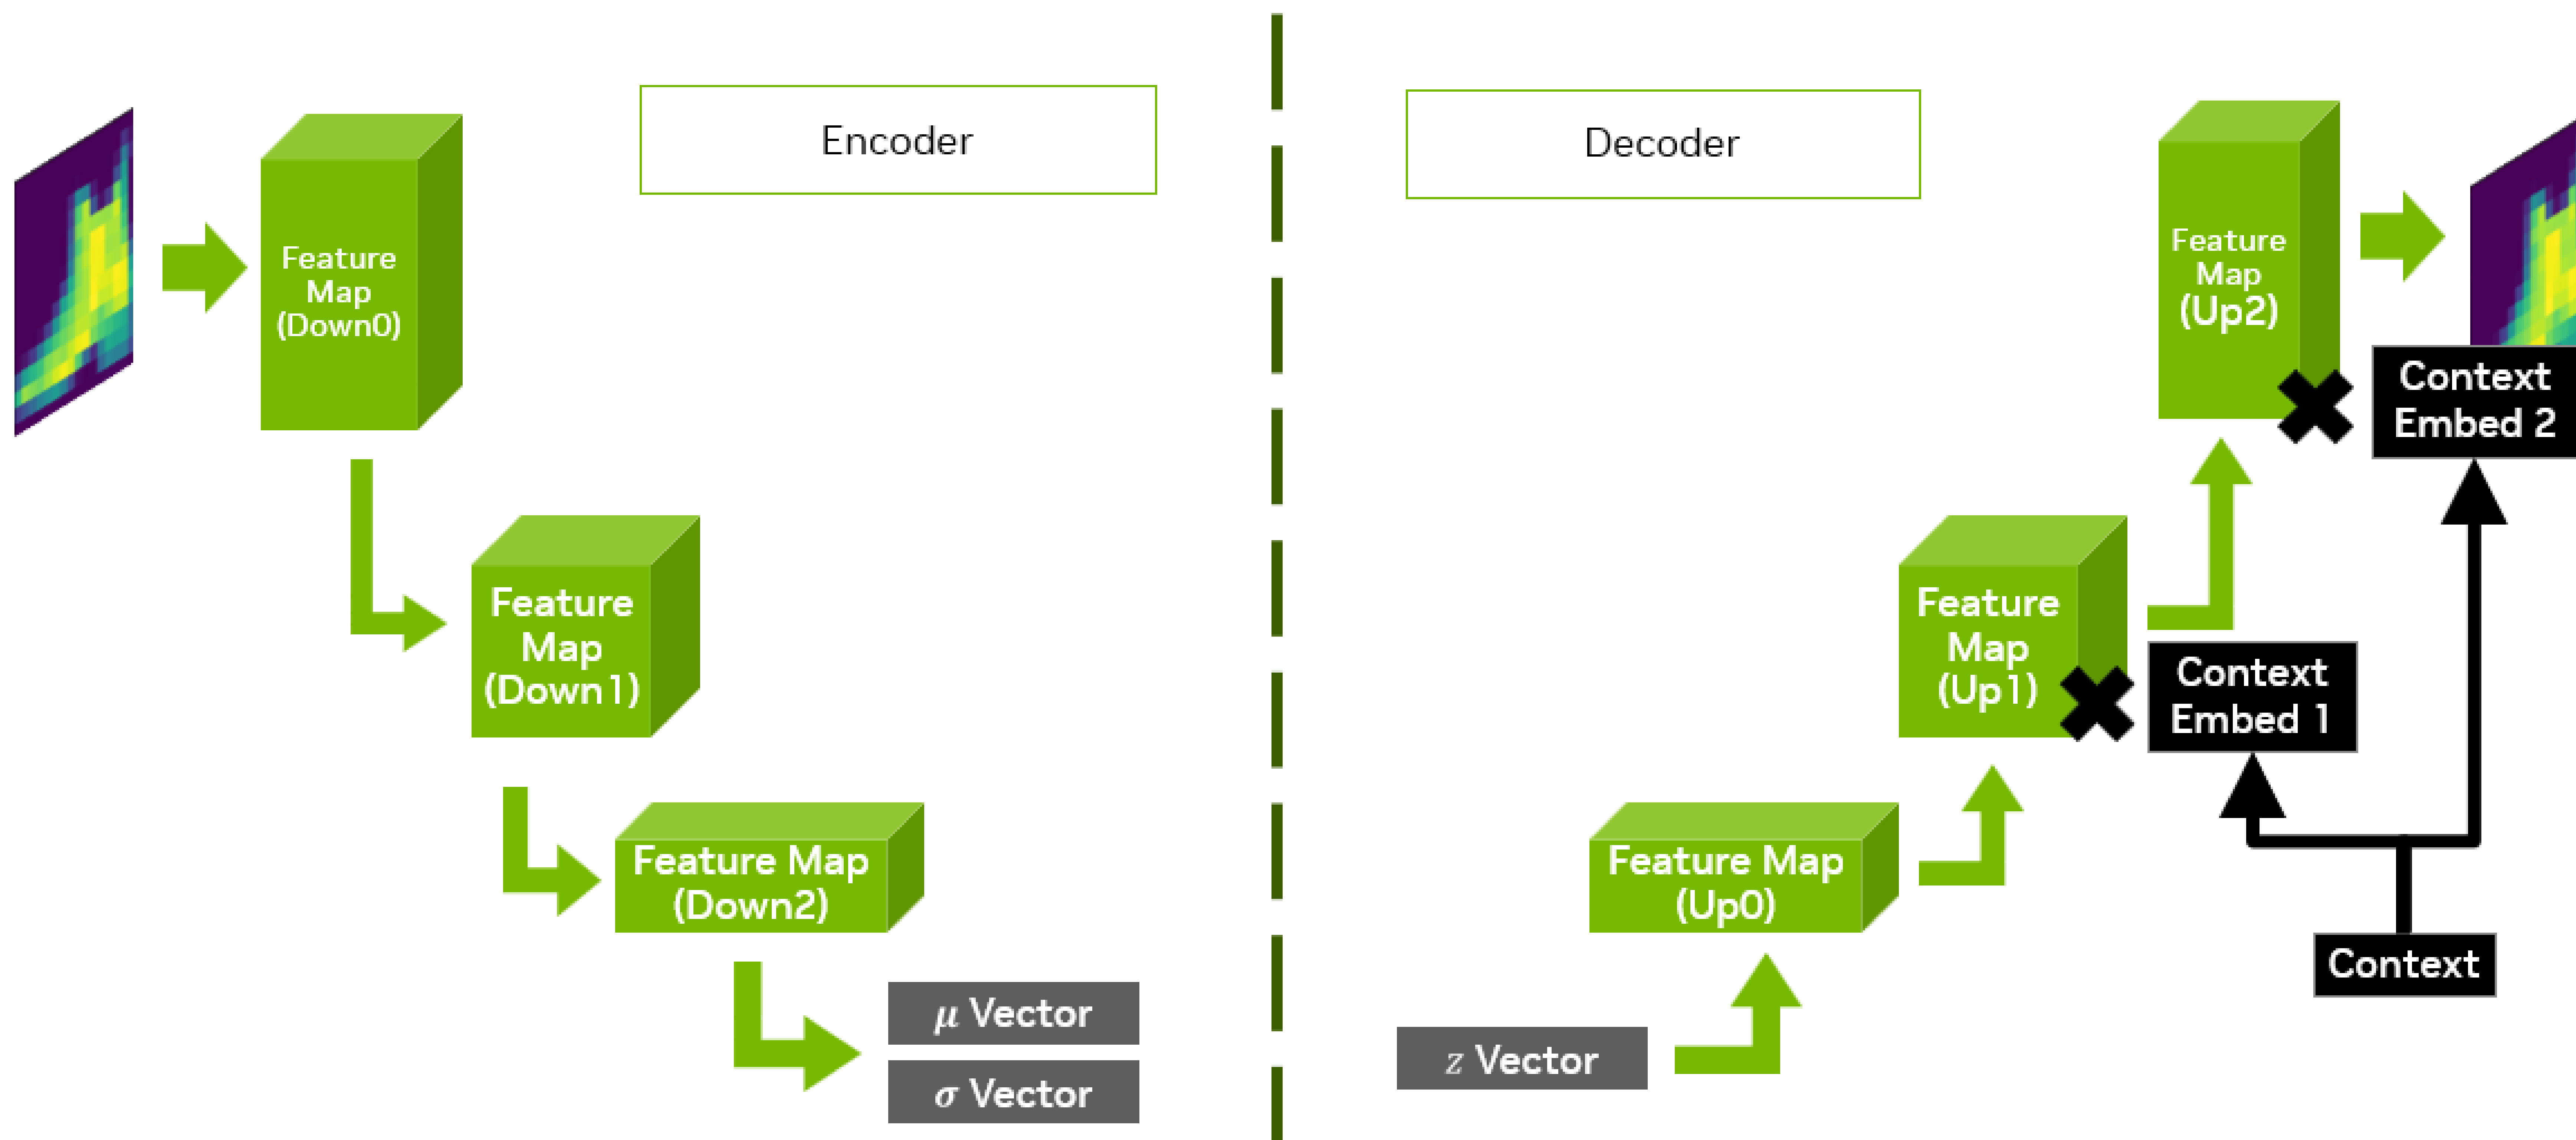 Encoder
Feature
Map
(Down0)
Feature
Map
(Down1)
Feature Map
(Down2)
μ Vector
σ Vector
Decoder
Feature
Map
(Up2)
Context
Embed 2
Feature
Map
(Up1)
Context
Embed 1
Feature Map
(Up0)
Context
z Vector